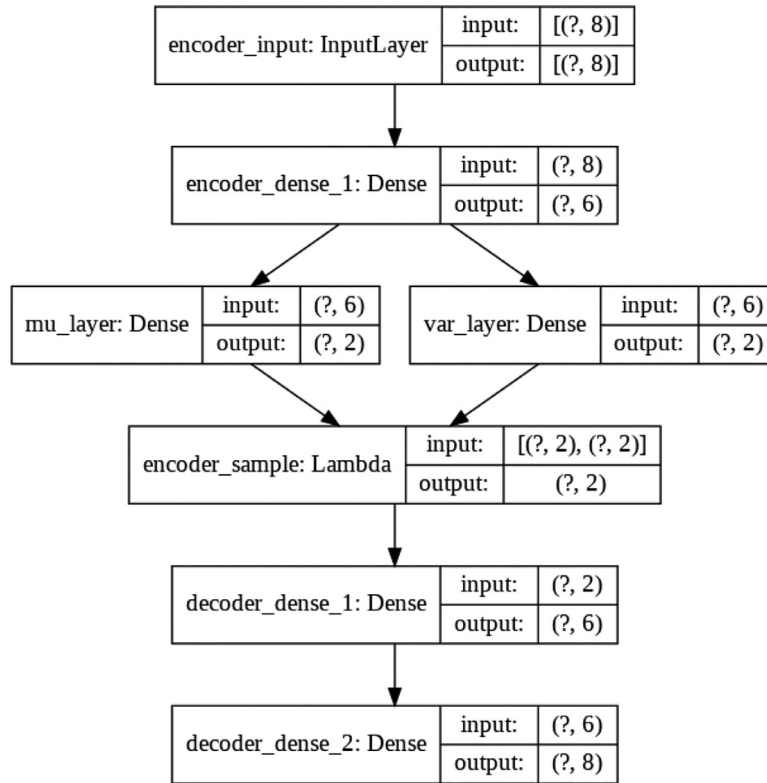 encoder_input: InputLayer
input: [(?, 8)]
output: [(?, 8)]
encoder_dense_1: Dense
input: (?, 8)
output: (?, 6)
mu_layer: Dense
input: (?, 6)
output: (?, 2)
var_layer: Dense
input: (?, 6)
output: (?, 2)
encoder_sample: Lambda
input: [(?, 2), (?, 2)]
output: (?, 2)
decoder_dense_1: Dense
input: (?, 2)
output: (?, 6)
decoder_dense_2: Dense
input: (?, 6)
output: (?, 8)